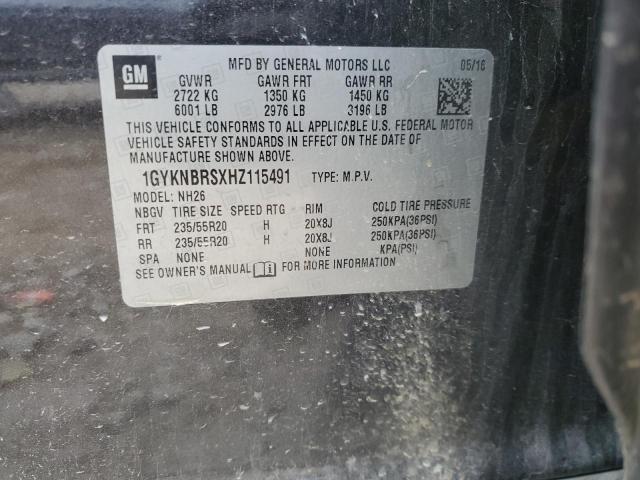 GM
MFD BY GENERAL MOTORS LLC 05/16
GVWR GAWR FRT GAWR RR
2722 KG 1350 KG 1450 KG
6001 LB 2976 LB 3196 LB
THIS VEHICLE CONFORMS TO ALL APPLICABLE U.S. FEDERAL MOTOR
VEHICLE SAFETY STANDARDS IN EFFECT ON THE DATE OF
MANUFACTURE SHOWN ABOVE.
1GYKNBRSXHZ115491 TYPE: M.P.V.
MODEL: NH26
NBGV TIRE SIZE SPEED RTG RIM COLD TIRE PRESSURE
FRT 235/55R20 H 20X8J 250KPA(36PSI)
RR 235/55R20 H 20X8J 250KPA(36PSI)
SPA NONE NONE KPA(PSI)
SEE OWNER'S MANUAL FOR MORE INFORMATION